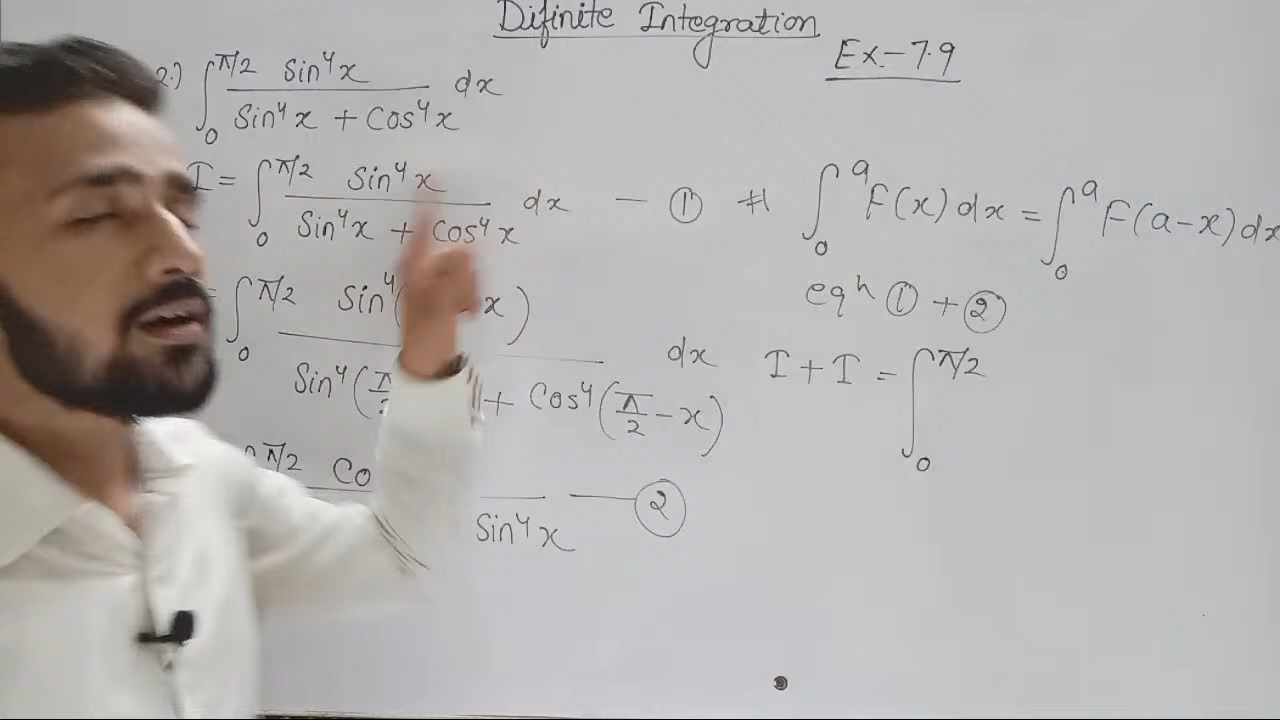 Difinite Integration
Ex-7.9
2.) ∫₀^π/2 Sin⁴x / Sin⁴x + Cos⁴x dx
I = ∫₀^π/2 Sin⁴x / Sin⁴x + Cos⁴x dx — ①
= ∫₀^π/2 Sin⁴( x) / Sin⁴(π/2 + Cos⁴(π/2 - x) dx
π/2 Co / Sin⁴x — ②
# ∫₀^a F(x) dx = ∫₀^a F(a-x) dx
eqⁿ ① + ②
I + I = ∫₀^π/2